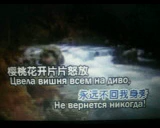 樱桃花开片片怒放
Цвела вишня всем на диво.
永远不回我身旁
Не вернется никогда!